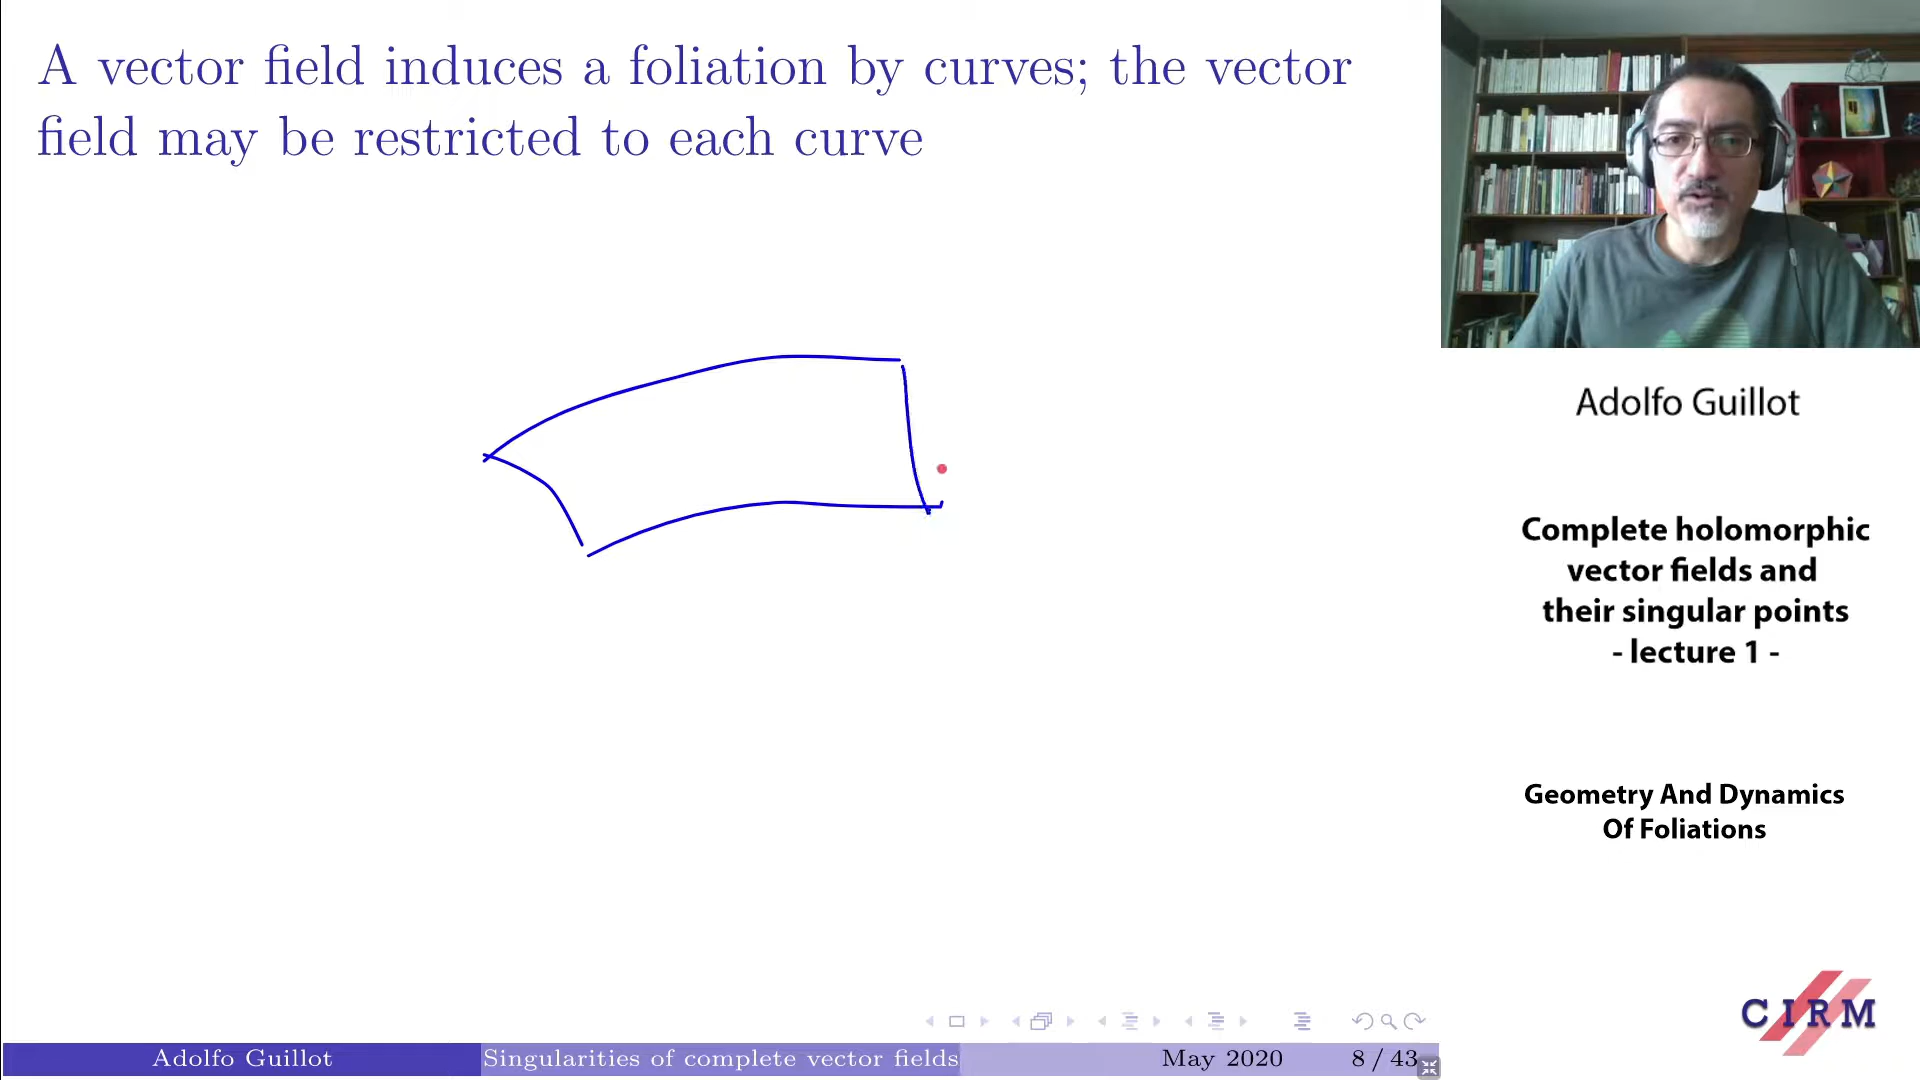 A vector field induces a foliation by curves; the vector
field may be restricted to each curve
Adolfo Guillot
Complete holomorphic
vector fields and
their singular points
- lecture 1 -
Geometry And Dynamics
Of Foliations
CIRM
Adolfo Guillot
Singularities of complete vector fields
May 2020
8 / 43